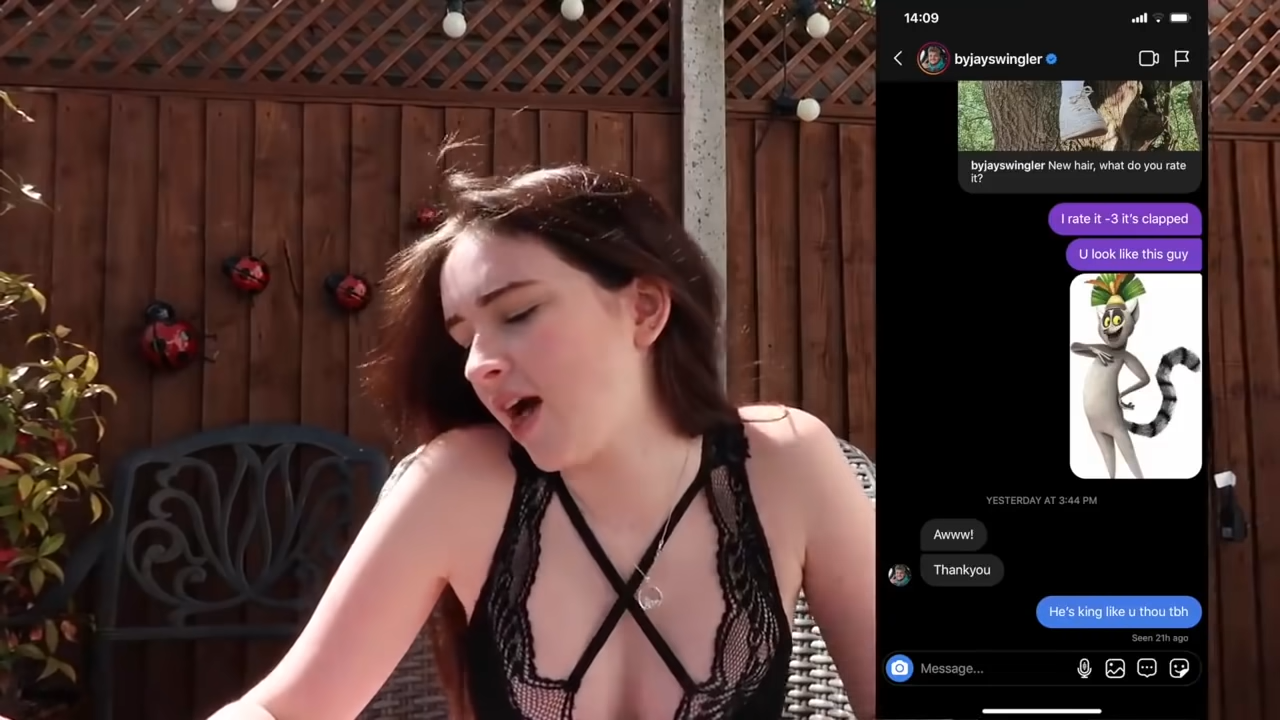 14:09
byjayswingler
byjayswingler New hair, what do you rate
it?
I rate it -3 it's clapped
U look like this guy
YESTERDAY AT 3:44 PM
Awww!
Thankyou
He's king like u thou tbh
Seen 21h ago
Message...